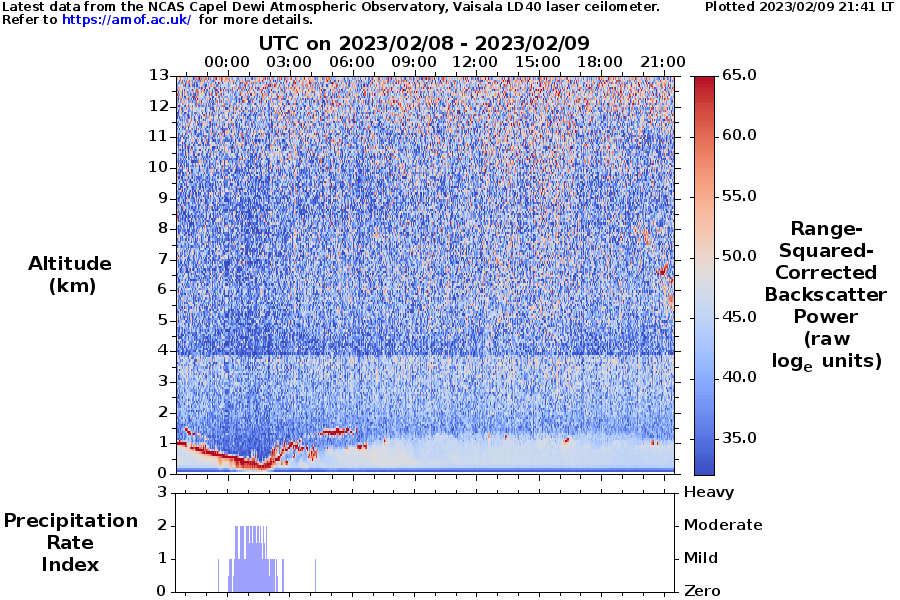 Latest data from the NCAS Capel Dewi Atmospheric Observatory, Vaisala LD40 laser ceilometer. Plotted 2023/02/09 21:41 LT
Refer to https://amof.ac.uk/ for more details.
UTC on 2023/02/08 - 2023/02/09
00:00 03:00 06:00 09:00 12:00 15:00 18:00 21:00
13
12
11
10
9
8
7
6
5
4
3
2
1
0
Altitude
(km)
65.0
60.0
55.0
50.0
45.0
40.0
35.0
Range-
Squared-
Corrected
Backscatter
Power
(raw
loge units)
3
2
1
0
Precipitation
Rate
Index
Heavy
Moderate
Mild
Zero